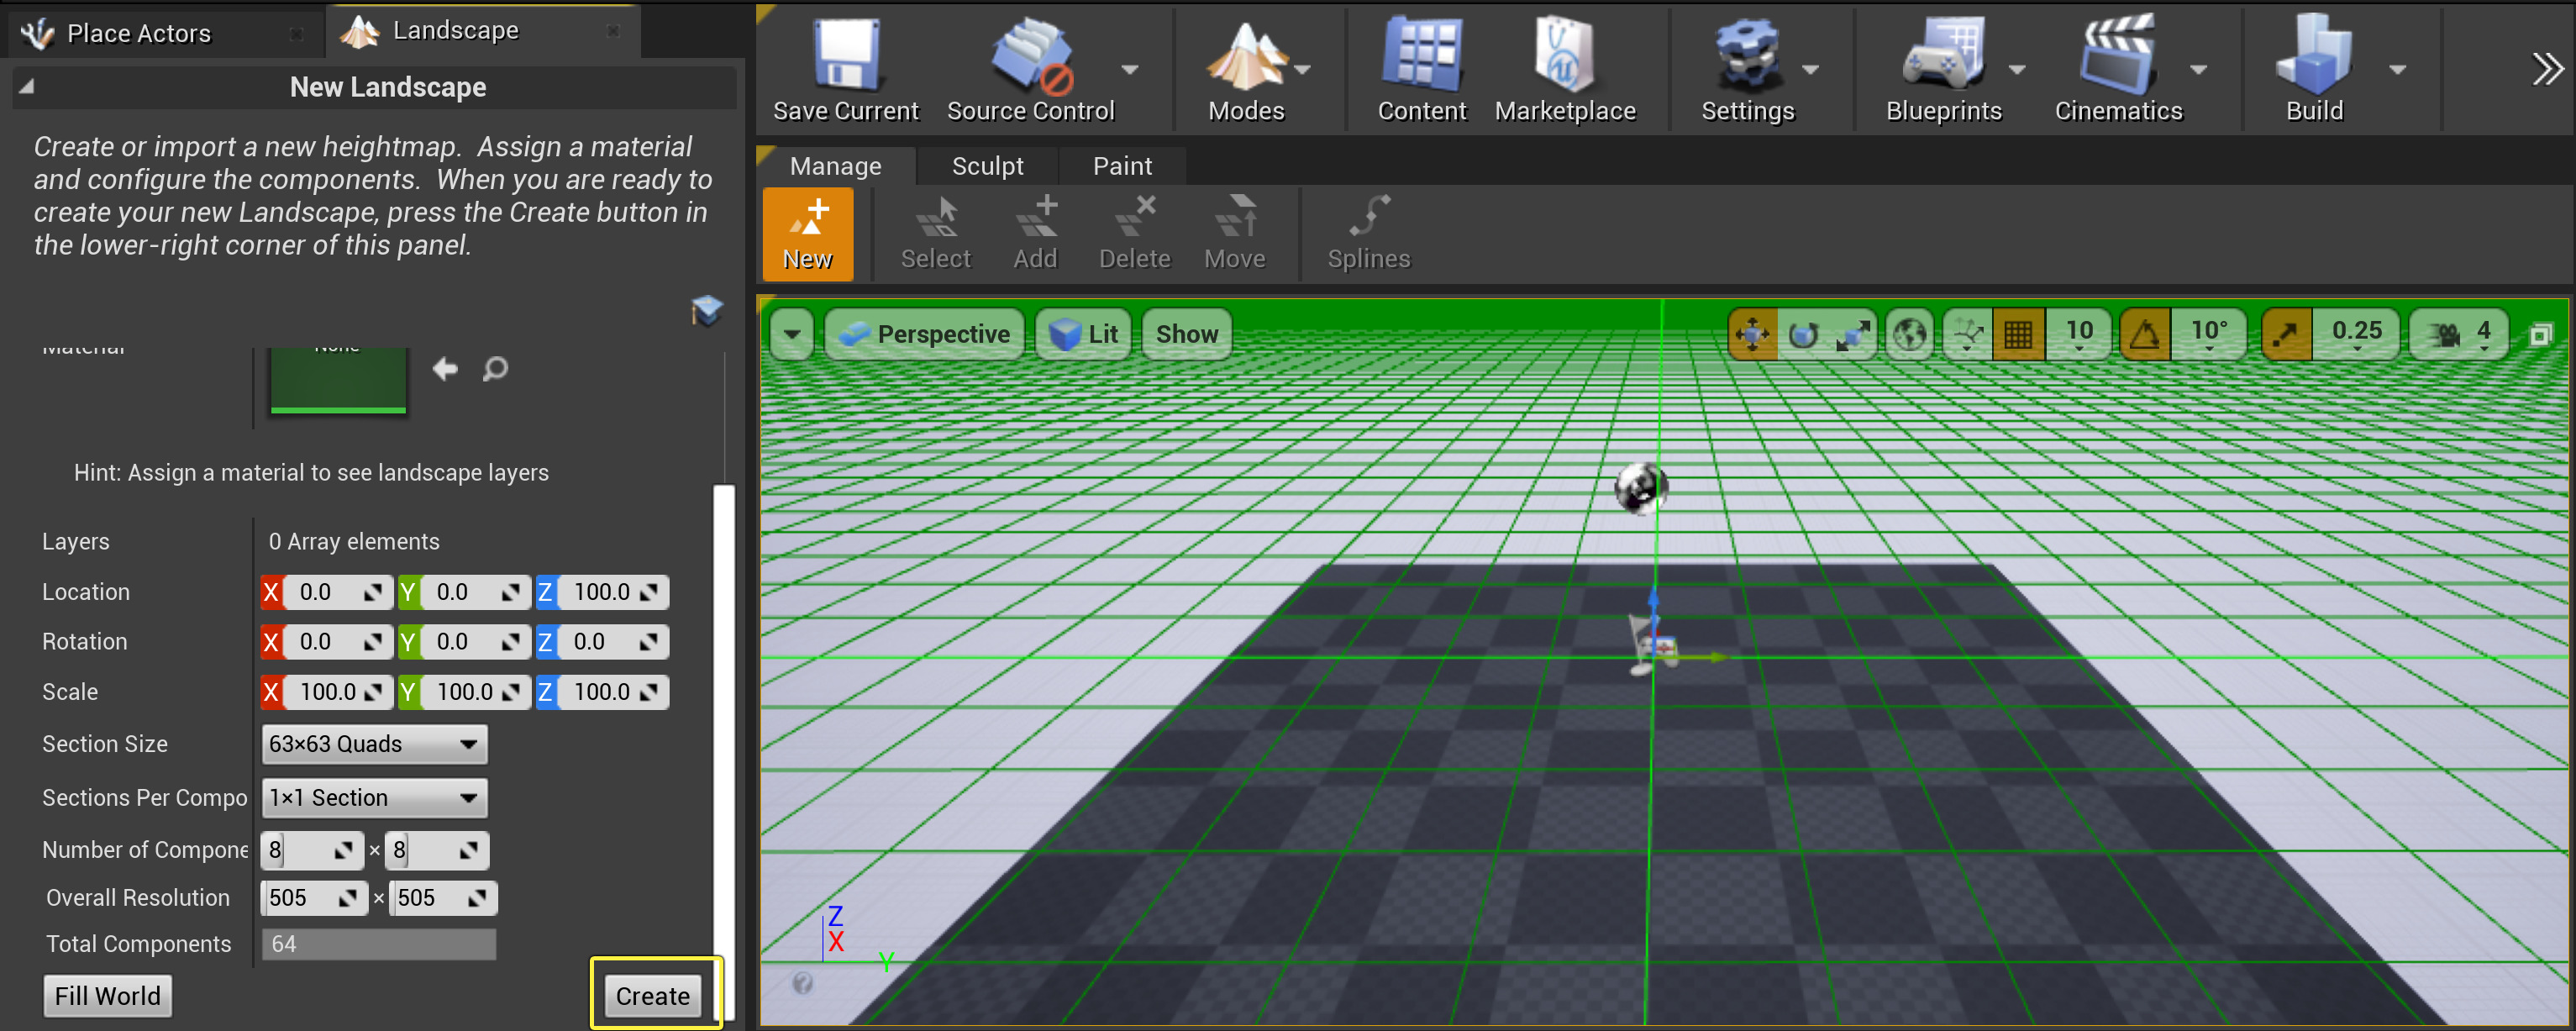 Place Actors
Landscape
New Landscape
Create or import a new heightmap. Assign a material
and configure the components. When you are ready to
create your new Landscape, press the Create button in
the lower-right corner of this panel.
Material
None
Hint: Assign a material to see landscape layers
Layers 0 Array elements
Location X 0.0 Y 0.0 Z 100.0
Rotation X 0.0 Y 0.0 Z 0.0
Scale X 100.0 Y 100.0 Z 100.0
Section Size 63×63 Quads
Sections Per Compo 1×1 Section
Number of Compone 8 × 8
Overall Resolution 505 × 505
Total Components 64
Fill World Create
Save Current Source Control Modes Content Marketplace Settings Blueprints Cinematics Build
Manage Sculpt Paint
New Select Add Delete Move Splines
Perspective Lit Show 10 10° 0.25 4
Z
X
Y